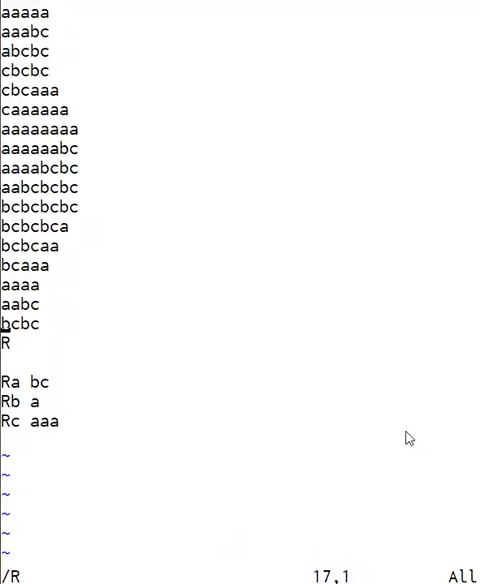 aaaaa
aaabc
abcbc
cbcbc
cbcaaa
caaaaaa
aaaaaaaa
aaaaaabc
aaaabcbc
aabcbcbc
bcbcbcbc
bcbcbca
bcbcaa
bcaaa
aaaa
aabc
bcbc
R
Ra bc
Rb a
Rc aaa
~
~
~
~
~
~
/R 17,1 All